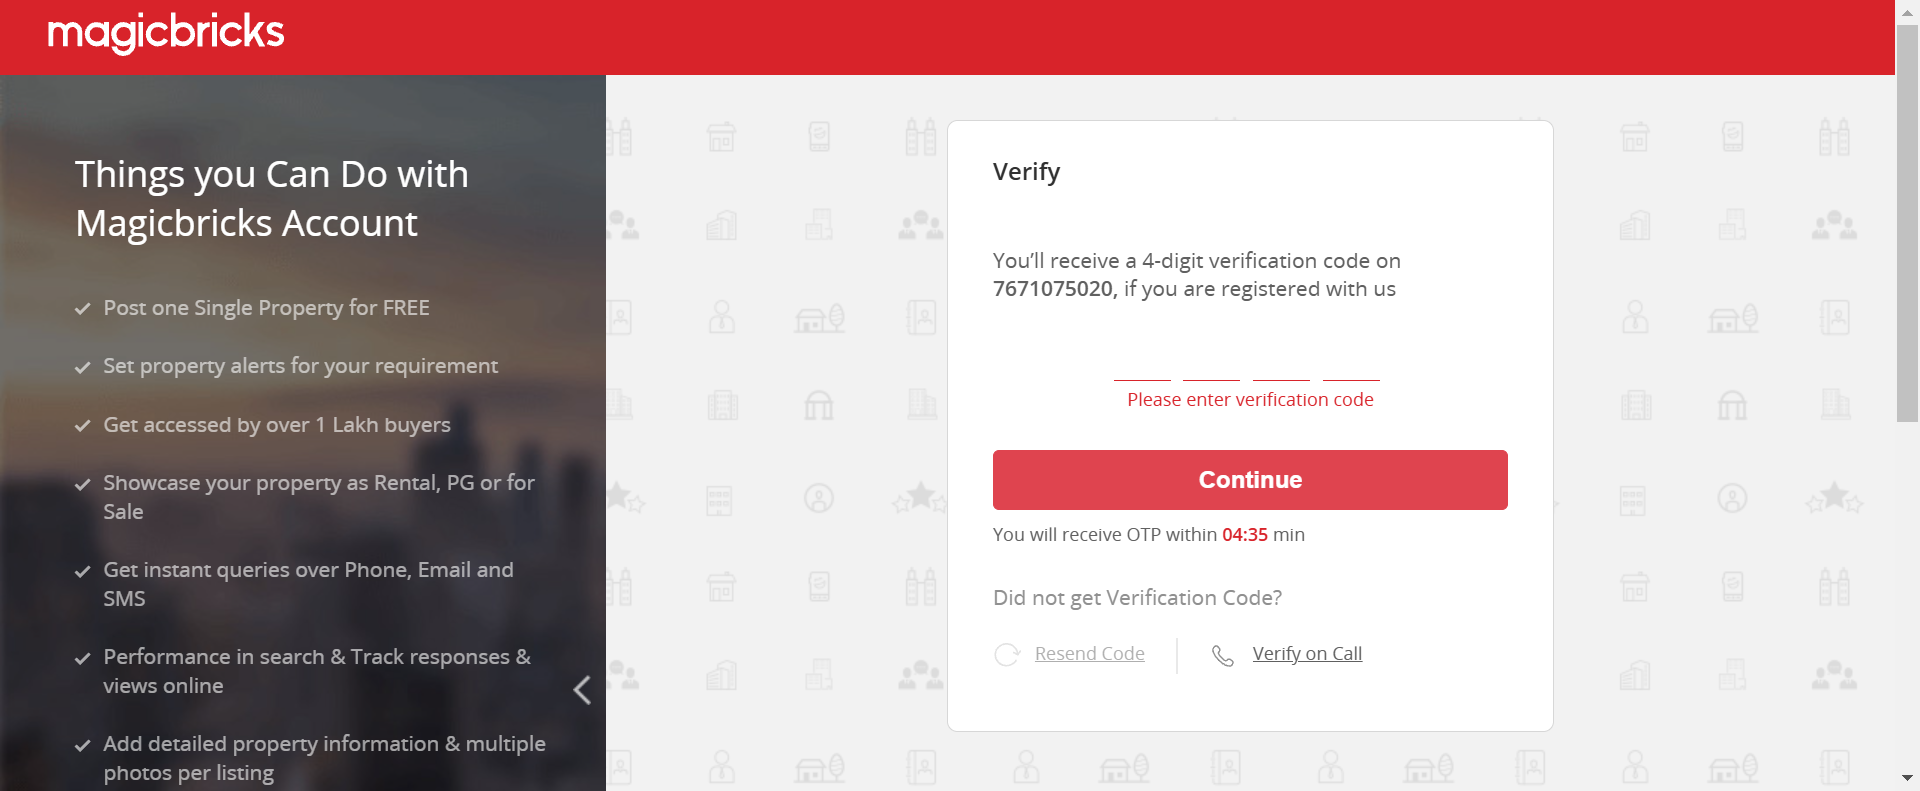 magicbricks
Things you Can Do with
Magicbricks Account
Post one Single Property for FREE
Set property alerts for your requirement
Get accessed by over 1 Lakh buyers
Showcase your property as Rental, PG or for
Sale
Get instant queries over Phone, Email and
SMS
Performance in search & Track responses &
views online
Add detailed property information & multiple
photos per listing
Verify
You’ll receive a 4-digit verification code on
7671075020, if you are registered with us
Please enter verification code
Continue
You will receive OTP within 04:35 min
Did not get Verification Code?
Resend Code
Verify on Call